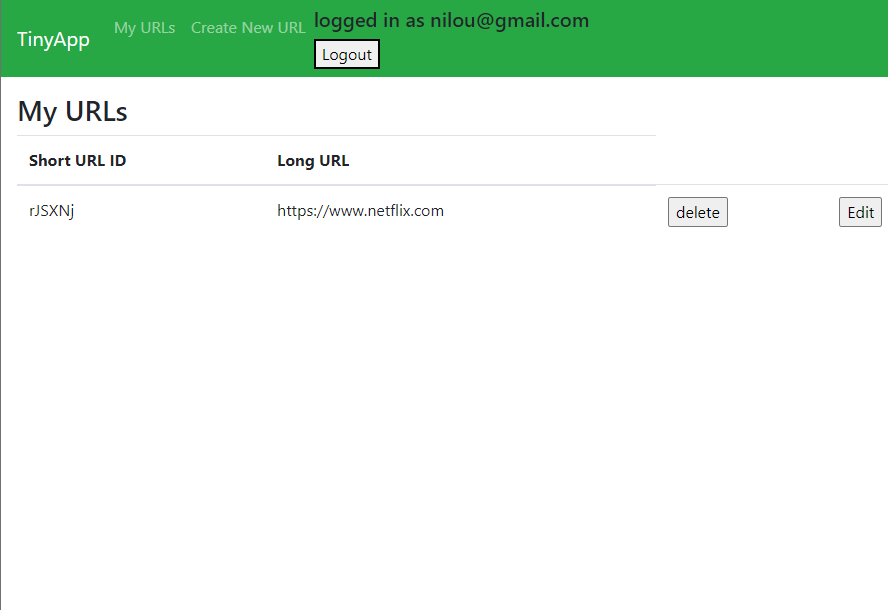 TinyApp My URLs Create New URL logged in as nilou@gmail.com
Logout
My URLs
Short URL ID Long URL
rJSXNj https://www.netflix.com delete Edit